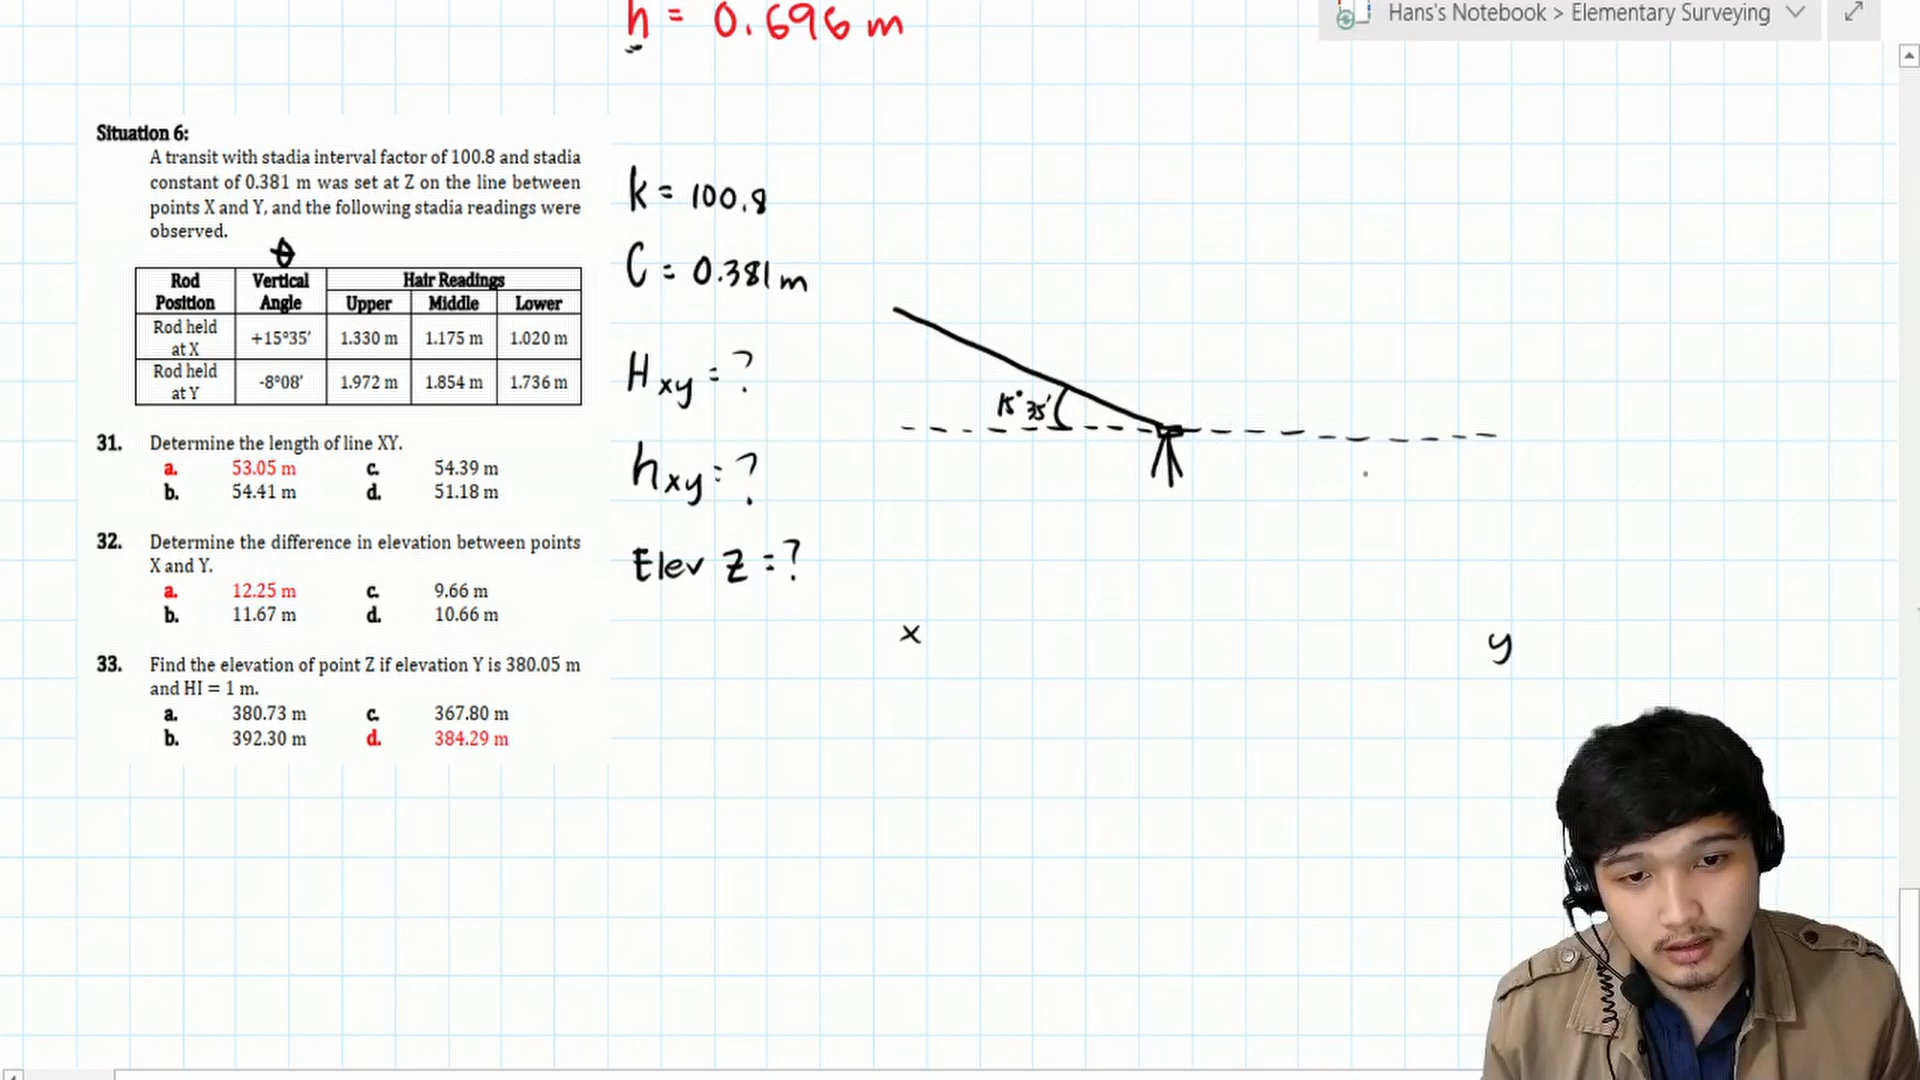 h = 0.696 m
Hans's Notebook > Elementary Surveying
Situation 6:
A transit with stadia interval factor of 100.8 and stadia
constant of 0.381 m was set at Z on the line between
points X and Y, and the following stadia readings were
observed.
θ
Rod Position Vertical Angle Hair Readings
Upper Middle Lower
Rod held at X +15°35' 1.330 m 1.175 m 1.020 m
Rod held at Y -8°08' 1.972 m 1.854 m 1.736 m
31. Determine the length of line XY.
a. 53.05 m c. 54.39 m
b. 54.41 m d. 51.18 m
32. Determine the difference in elevation between points
X and Y.
a. 12.25 m c. 9.66 m
b. 11.67 m d. 10.66 m
33. Find the elevation of point Z if elevation Y is 380.05 m
and HI = 1 m.
a. 380.73 m c. 367.80 m
b. 392.30 m d. 384.29 m
k = 100.8
C = 0.381 m
Hxy = ?
hxy = ?
Elev Z = ?
15° 35'
x
y